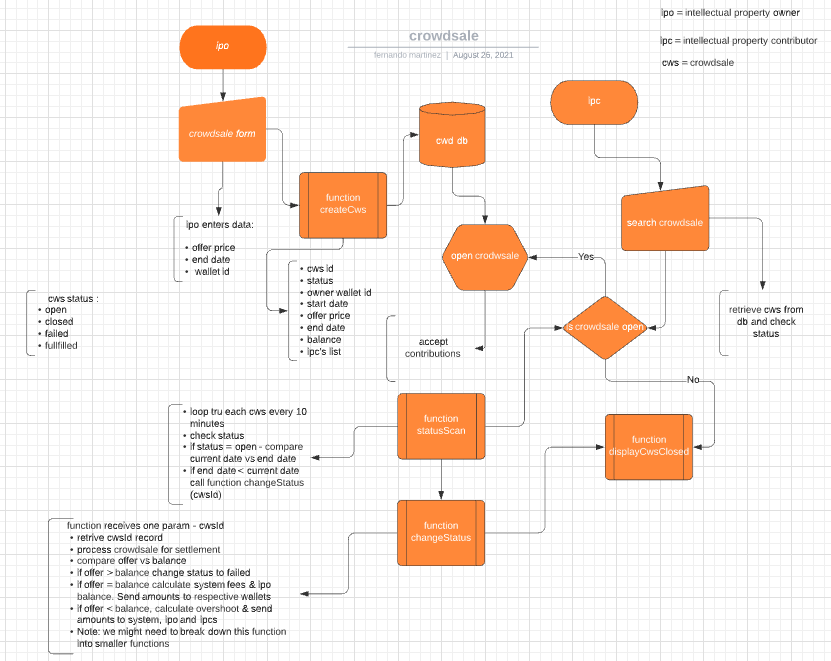 crowdsale
fernando martinez | August 26, 2021
ipo = intellectual property owner
ipc = intellectual property contributor
cws = crowdsale
ipo
crowdsale form
ipo enters data:
• offer price
• end date
• wallet id
function
createCws
cwd db
• cws id
• status
• owner wallet id
• start date
• offer price
• end date
• balance
• ipc's list
cws status :
• open
• closed
• failed
• fullfilled
open crodwsale
accept
contributions
ipc
search crowdsale
retrieve cws from
db and check
status
is crowdsale open
Yes
No
function
statusScan
• loop tru each cws every 10
minutes
• check status
• if status = open - compare
current date vs end date
• if end date < current date
call function changeStatus
(cwsId)
function
displayCwsClosed
function
changeStatus
function receives one param - cwsId
• retrive cwsId record
• process crowdsale for settlement
• compare offer vs balance
• if offer > balance change status to failed
• if offer = balance calculate system fees & ipo
balance. Send amounts to respective wallets
• if offer < balance, calculate overshoot & send
amounts to system, ipo and ipcs
• Note: we might need to break down this function
into smaller functions